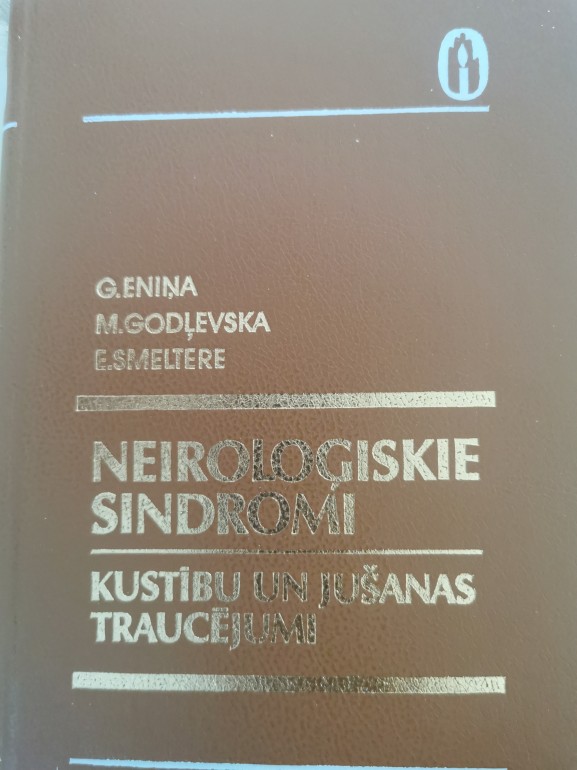 G.ENIŅA
M.GODĻEVSKA
E.SMELTERE
NEIROLOĢISKIE
SINDROMI
KUSTĪBU UN JUŠANAS
TRAUCĒJUMI